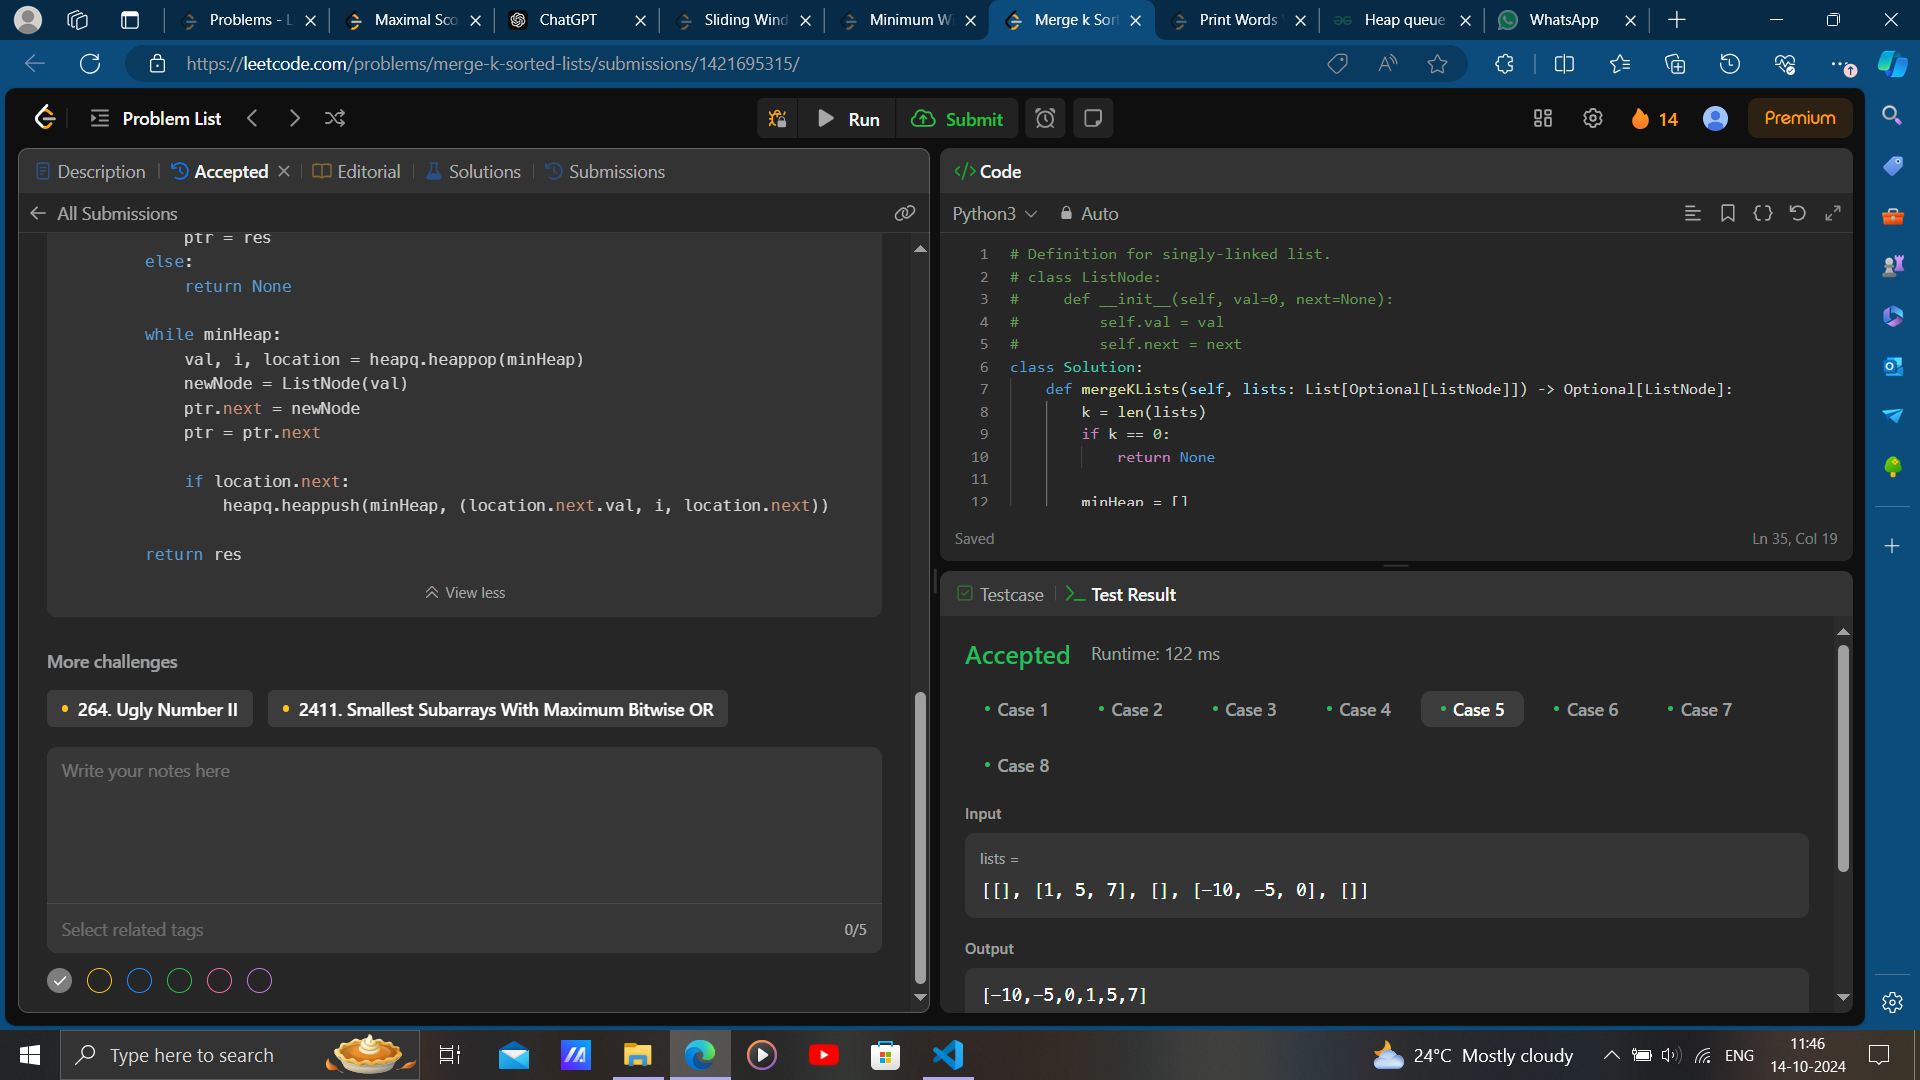 Problems - L
Maximal Sco
ChatGPT
Sliding Wind
Minimum Wi
Merge k Sort
Print Words
Heap queue
WhatsApp
https://leetcode.com/problems/merge-k-sorted-lists/submissions/1421695315/
Problem List
Run
Submit
14
Premium
Description
Accepted
Editorial
Solutions
Submissions
All Submissions
ptr = res
else:
return None
while minHeap:
val, i, location = heapq.heappop(minHeap)
newNode = ListNode(val)
ptr.next = newNode
ptr = ptr.next
if location.next:
heapq.heappush(minHeap, (location.next.val, i, location.next))
return res
View less
More challenges
264. Ugly Number II
2411. Smallest Subarrays With Maximum Bitwise OR
Write your notes here
Select related tags
0/5
</> Code
Python3
Auto
1 # Definition for singly-linked list.
2 # class ListNode:
3 #     def __init__(self, val=0, next=None):
4 #         self.val = val
5 #         self.next = next
6 class Solution:
7     def mergeKLists(self, lists: List[Optional[ListNode]]) -> Optional[ListNode]:
8         k = len(lists)
9         if k == 0:
10             return None
11
12         minHeap = []
Saved
Ln 35, Col 19
Testcase
Test Result
Accepted
Runtime: 122 ms
Case 1
Case 2
Case 3
Case 4
Case 5
Case 6
Case 7
Case 8
Input
lists =
[[], [1, 5, 7], [], [-10, -5, 0], []]
Output
[-10,-5,0,1,5,7]
Type here to search
24°C Mostly cloudy
ENG
11:46
14-10-2024